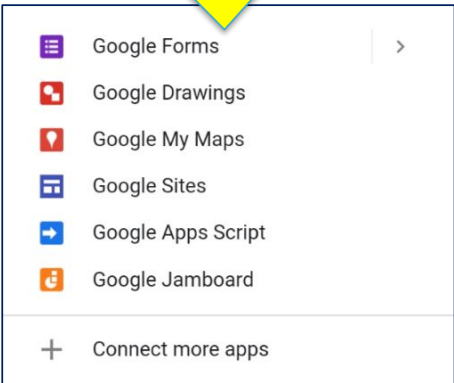 Google Forms
Google Drawings
Google My Maps
Google Sites
Google Apps Script
Google Jamboard
Connect more apps